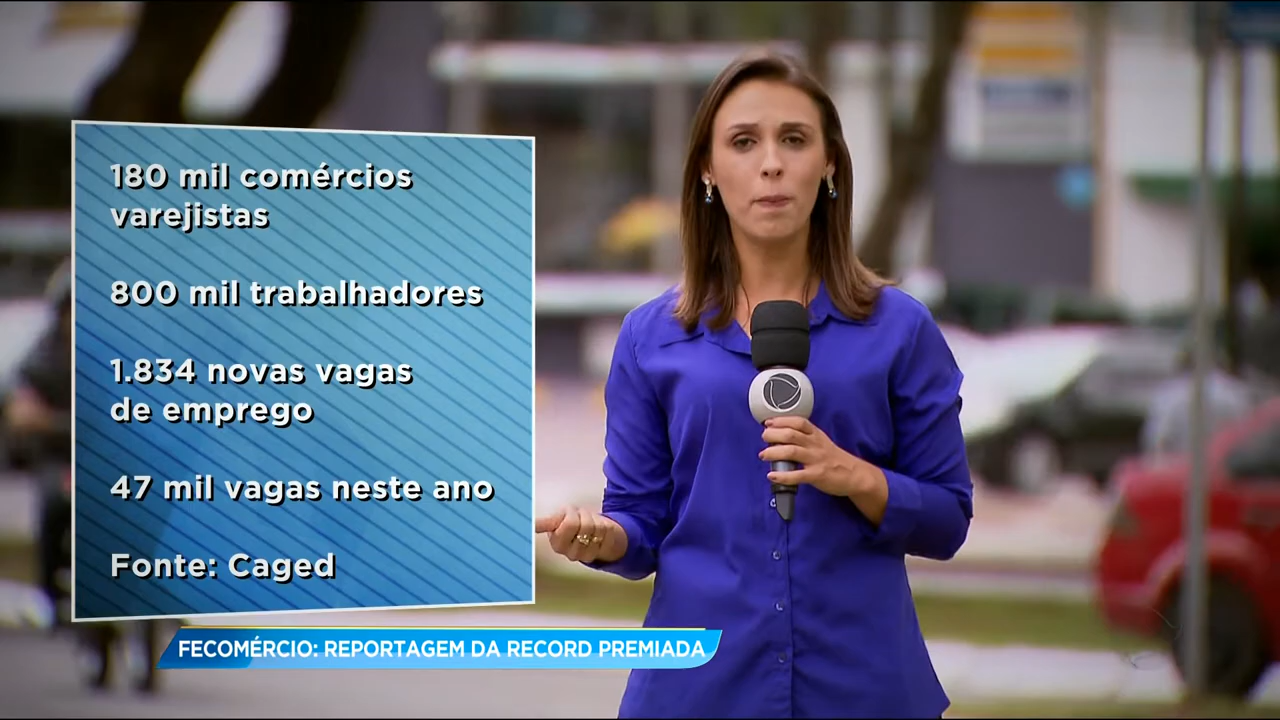 180 mil comércios
varejistas
800 mil trabalhadores
1.834 novas vagas
de emprego
47 mil vagas neste ano
Fonte: Caged
FECOMÉRCIO: REPORTAGEM DA RECORD PREMIADA